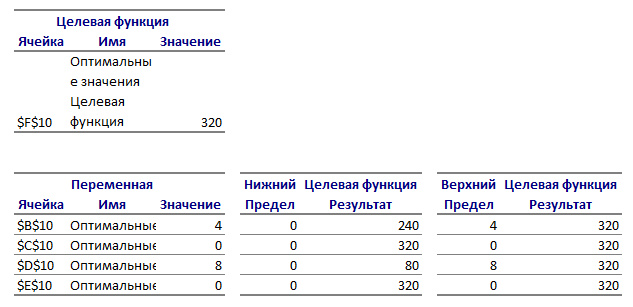 Целевая функция
Ячейка Имя Значение
Оптимальны
е значения
Целевая
$F$10 функция 320
Переменная Нижний Целевая функция Верхний Целевая функция
Ячейка Имя Значение Предел Результат Предел Результат
$B$10 Оптимальные 4 0 240 4 320
$C$10 Оптимальные 0 0 320 0 320
$D$10 Оптимальные 8 0 80 8 320
$E$10 Оптимальные 0 0 320 0 320